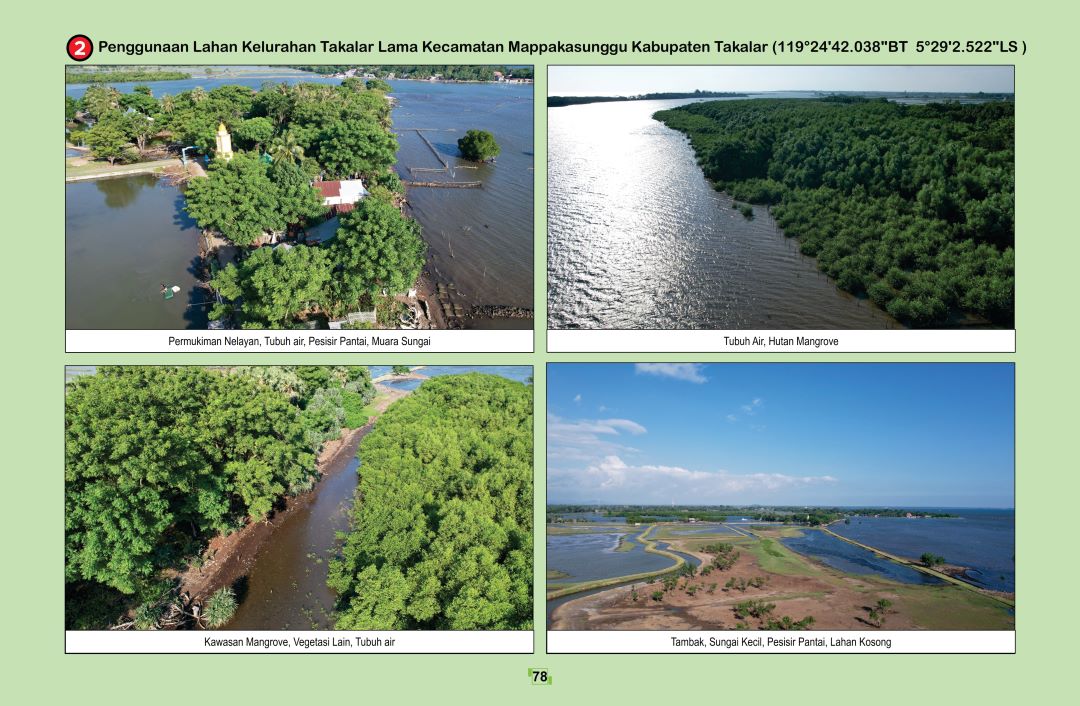 2 Penggunaan Lahan Kelurahan Takalar Lama Kecamatan Mappakasunggu Kabupaten Takalar (119°24'42.038"BT 5°29'2.522"LS )
Permukiman Nelayan, Tubuh air, Pesisir Pantai, Muara Sungai
Tubuh Air, Hutan Mangrove
Kawasan Mangrove, Vegetasi Lain, Tubuh air
Tambak, Sungai Kecil, Pesisir Pantai, Lahan Kosong
78